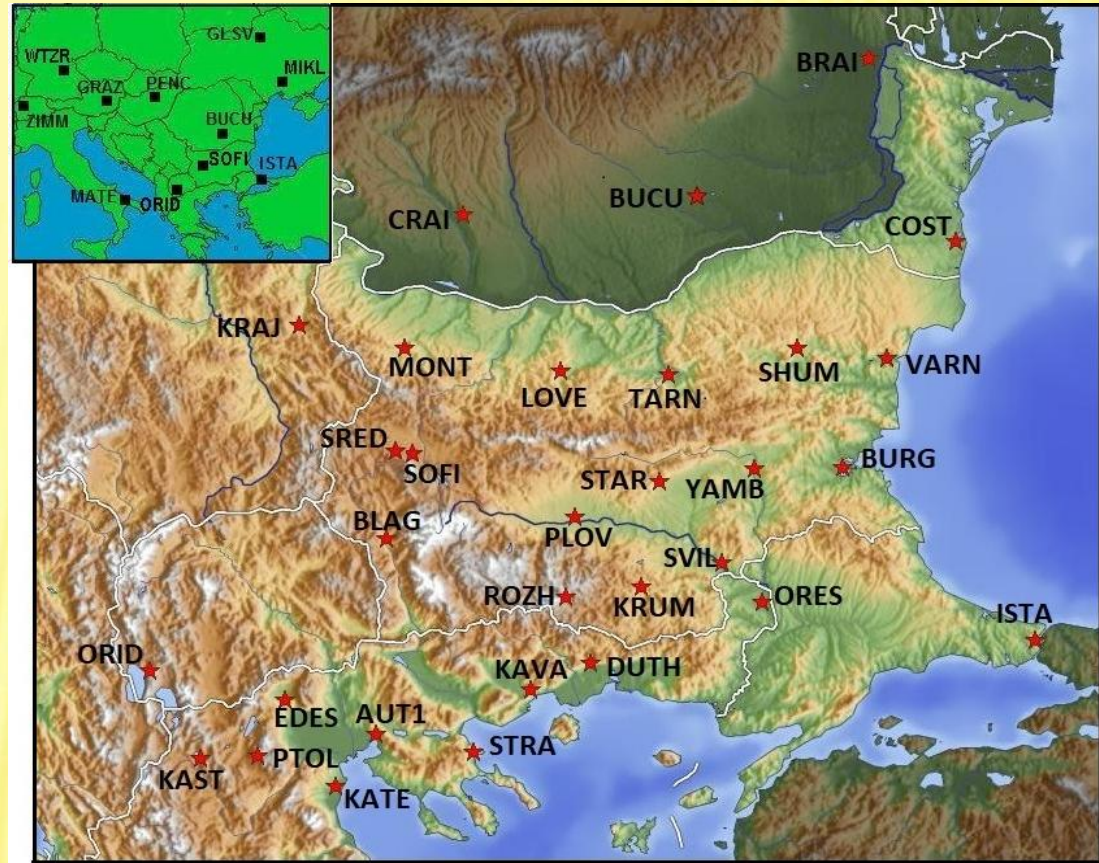 GLSV
WTZR
MIKL
GRAZ
PENC
ZIMM
BUCU
SOFI
ISTA
MATE
ORID
BRAI
BUCU
CRAI
COST
KRAJ
MONT
LOVE
TARN
SHUM
VARN
SRED
SOFI
STAR
YAMB
BURG
BLAG
PLOV
SVIL
ROZH
KRUM
ORES
ISTA
ORID
KAVA
DUTH
EDES
AUT1
STRA
KAST
PTOL
KATE